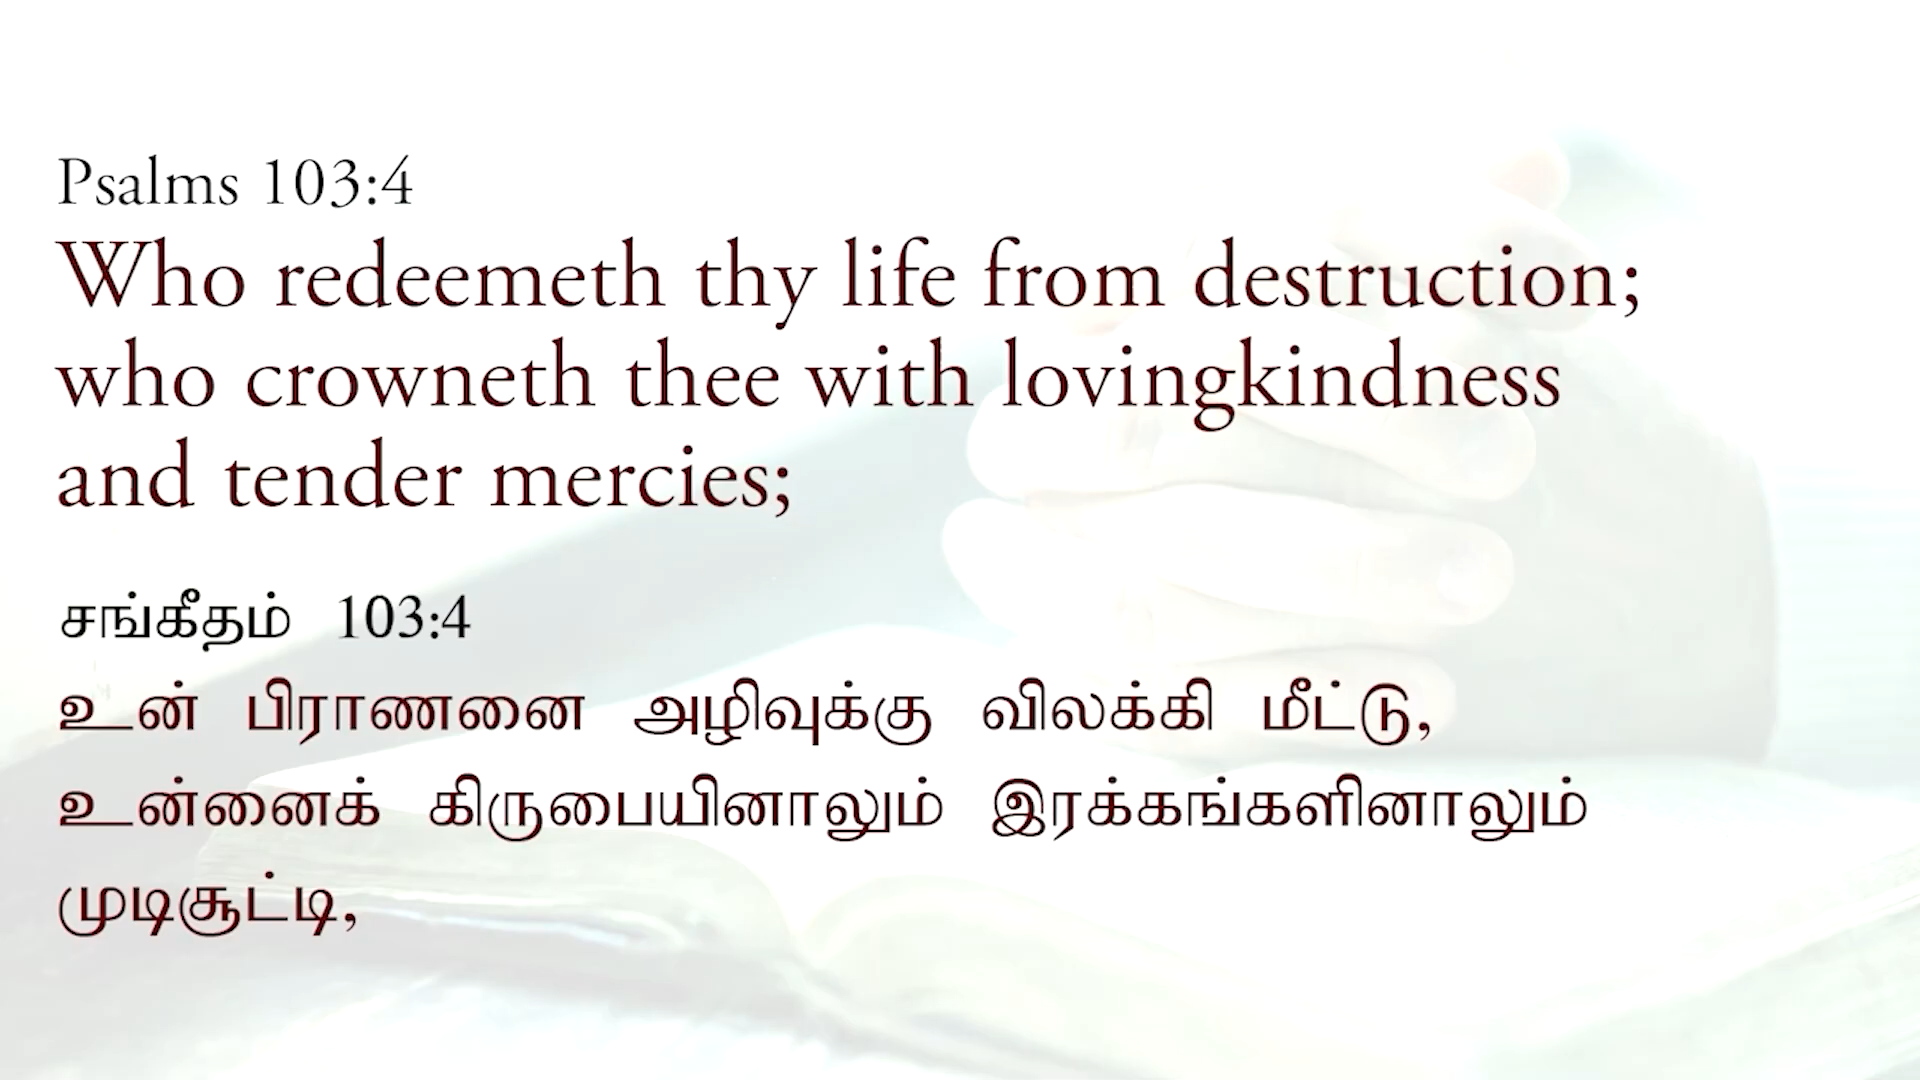 Psalms 103:4
Who redeemeth thy life from destruction;
who crowneth thee with lovingkindness
and tender mercies;
சங்கீதம் 103:4
உன் பிராணனை அழிவுக்கு விலக்கி மீட்டு,
உன்னைக் கிருபையினாலும் இரக்கங்களினாலும்
முடிசூட்டி,